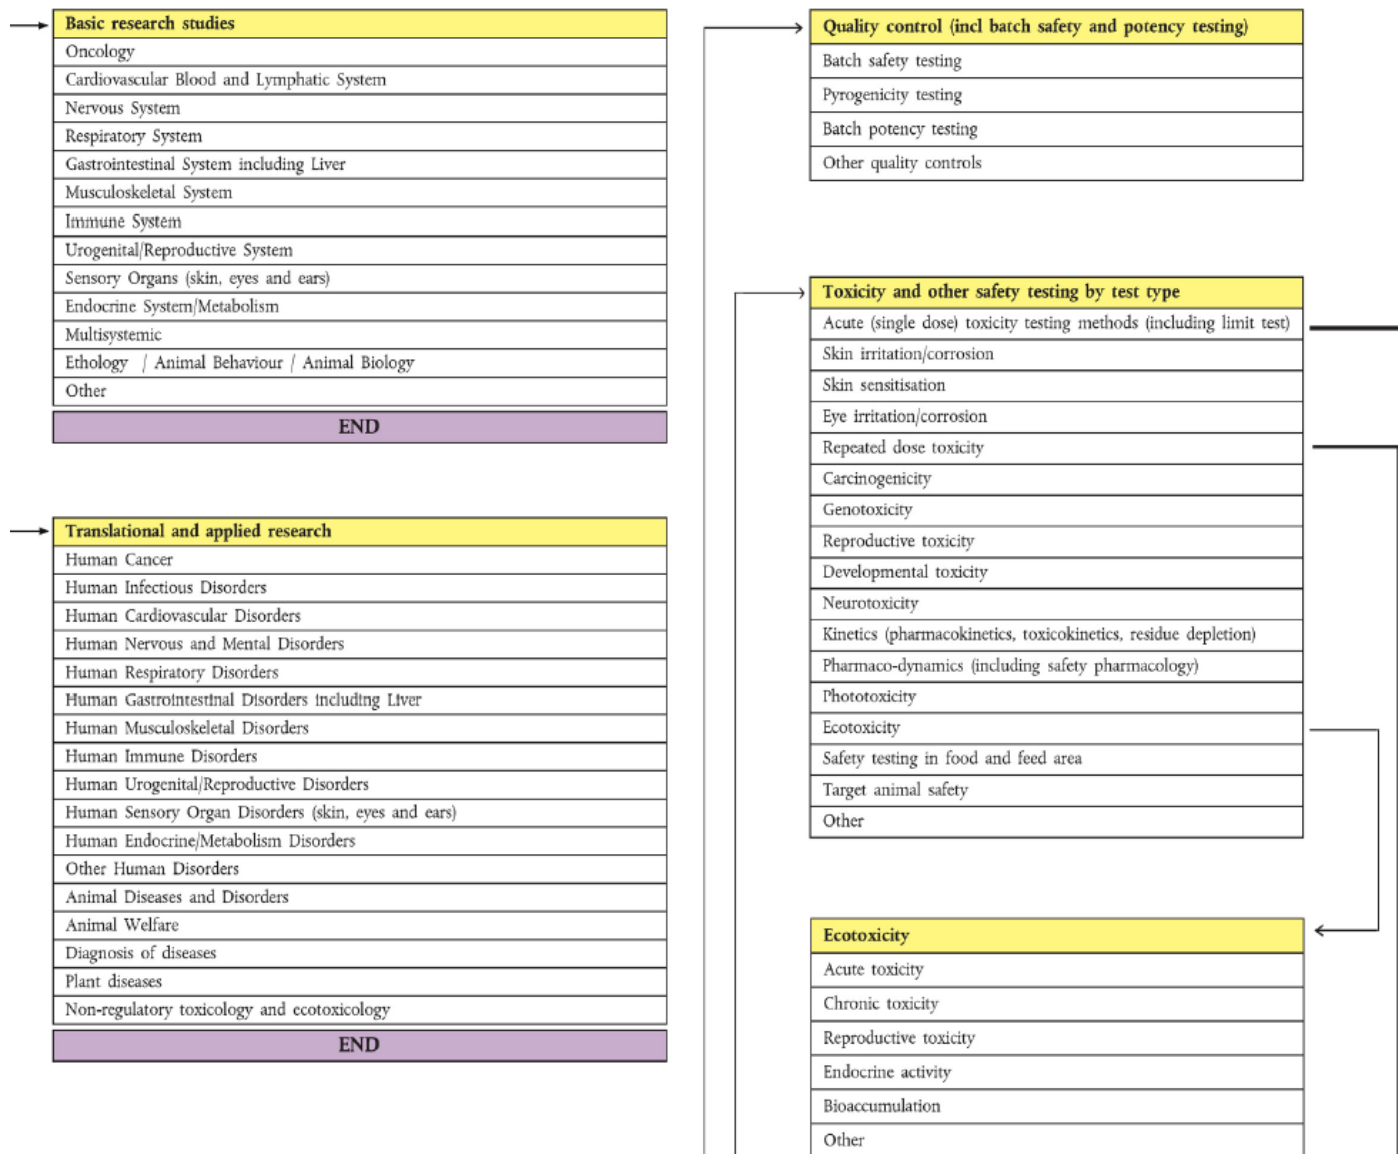 Basic research studies
Oncology
Cardiovascular Blood and Lymphatic System
Nervous System
Respiratory System
Gastrointestinal System including Liver
Musculoskeletal System
Immune System
Urogenital/Reproductive System
Sensory Organs (skin, eyes and ears)
Endocrine System/Metabolism
Multisystemic
Ethology / Animal Behaviour / Animal Biology
Other
END
Translational and applied research
Human Cancer
Human Infectious Disorders
Human Cardiovascular Disorders
Human Nervous and Mental Disorders
Human Respiratory Disorders
Human Gastrointestinal Disorders including Liver
Human Musculoskeletal Disorders
Human Immune Disorders
Human Urogenital/Reproductive Disorders
Human Sensory Organ Disorders (skin, eyes and ears)
Human Endocrine/Metabolism Disorders
Other Human Disorders
Animal Diseases and Disorders
Animal Welfare
Diagnosis of diseases
Plant diseases
Non-regulatory toxicology and ecotoxicology
END
Quality control (incl batch safety and potency testing)
Batch safety testing
Pyrogenicity testing
Batch potency testing
Other quality controls
Toxicity and other safety testing by test type
Acute (single dose) toxicity testing methods (including limit test)
Skin irritation/corrosion
Skin sensitisation
Eye irritation/corrosion
Repeated dose toxicity
Carcinogenicity
Genotoxicity
Reproductive toxicity
Developmental toxicity
Neurotoxicity
Kinetics (pharmacokinetics, toxicokinetics, residue depletion)
Pharmaco-dynamics (including safety pharmacology)
Phototoxicity
Ecotoxicity
Safety testing in food and feed area
Target animal safety
Other
Ecotoxicity
Acute toxicity
Chronic toxicity
Reproductive toxicity
Endocrine activity
Bioaccumulation
Other